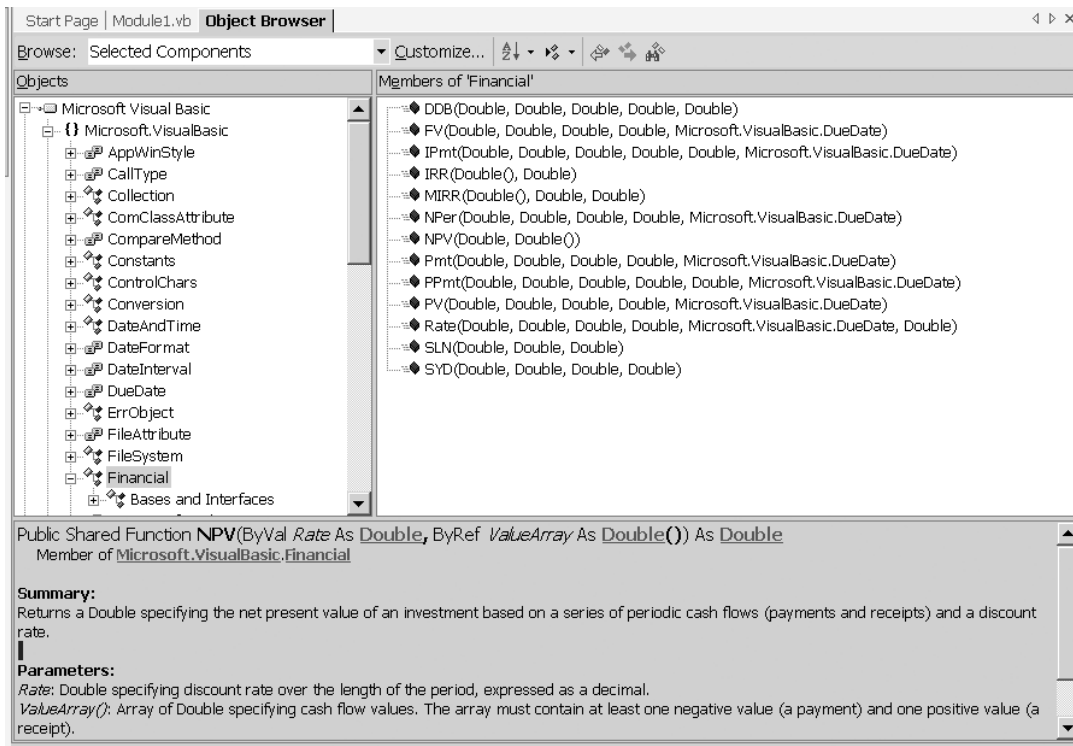 Start Page | Module1.vb Object Browser
Browse: Selected Components Customize...
Objects
Microsoft Visual Basic
{} Microsoft.VisualBasic
AppWinStyle
CallType
Collection
ComClassAttribute
CompareMethod
Constants
ControlChars
Conversion
DateAndTime
DateFormat
DateInterval
DueDate
ErrObject
FileAttribute
FileSystem
Financial
Bases and Interfaces
Members of 'Financial'
DDB(Double, Double, Double, Double, Double)
FV(Double, Double, Double, Double, Microsoft.VisualBasic.DueDate)
IPmt(Double, Double, Double, Double, Double, Microsoft.VisualBasic.DueDate)
IRR(Double(), Double)
MIRR(Double(), Double, Double)
NPer(Double, Double, Double, Double, Microsoft.VisualBasic.DueDate)
NPV(Double, Double())
Pmt(Double, Double, Double, Double, Microsoft.VisualBasic.DueDate)
PPmt(Double, Double, Double, Double, Double, Microsoft.VisualBasic.DueDate)
PV(Double, Double, Double, Double, Microsoft.VisualBasic.DueDate)
Rate(Double, Double, Double, Double, Microsoft.VisualBasic.DueDate, Double)
SLN(Double, Double, Double)
SYD(Double, Double, Double, Double)
Public Shared Function NPV(ByVal Rate As Double, ByRef ValueArray As Double()) As Double
Member of Microsoft.VisualBasic.Financial
Summary:
Returns a Double specifying the net present value of an investment based on a series of periodic cash flows (payments and receipts) and a discount
rate.
Parameters:
Rate: Double specifying discount rate over the length of the period, expressed as a decimal.
ValueArray(): Array of Double specifying cash flow values. The array must contain at least one negative value (a payment) and one positive value (a
receipt).